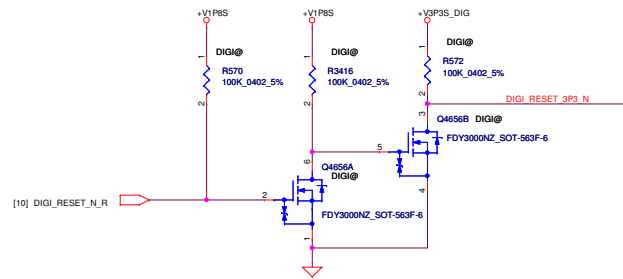 +V1P8S
+V1P8S
+V3P3S_DIG
1
DIGI@
R570
100K_0402_5%
2
1
DIGI@
R3416
100K_0402_5%
2
1
DIGI@
R572
100K_0402_5%
2
DIGI_RESET_3P3_N
3
Q4656B
DIGI@
5
FDY3000NZ_SOT-563F-6
4
6
Q4656A
DIGI@
2
FDY3000NZ_SOT-563F-6
1
[10] DIGI_RESET_N_R